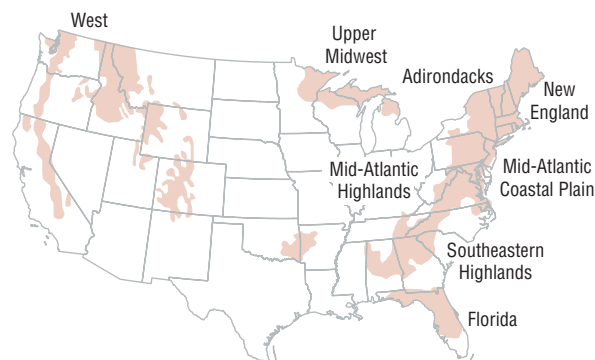 West
Upper
Midwest
Adirondacks
New
England
Mid-Atlantic
Highlands
Mid-Atlantic
Coastal Plain
Southeastern
Highlands
Florida